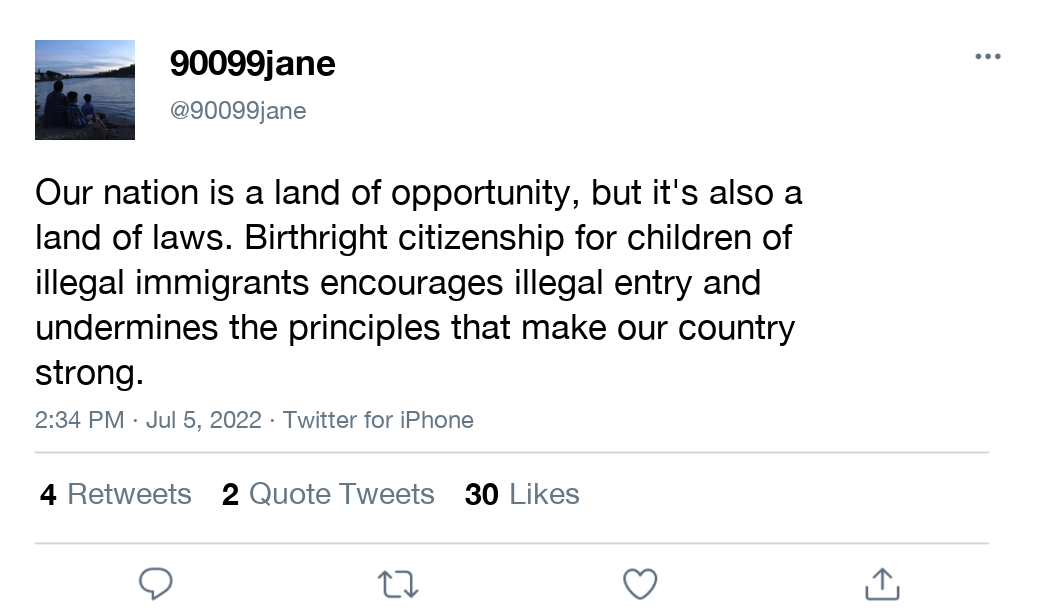 90099jane
@90099jane
Our nation is a land of opportunity, but it's also a
land of laws. Birthright citizenship for children of
illegal immigrants encourages illegal entry and
undermines the principles that make our country
strong.
2:34 PM · Jul 5, 2022 · Twitter for iPhone
4 Retweets 2 Quote Tweets 30 Likes